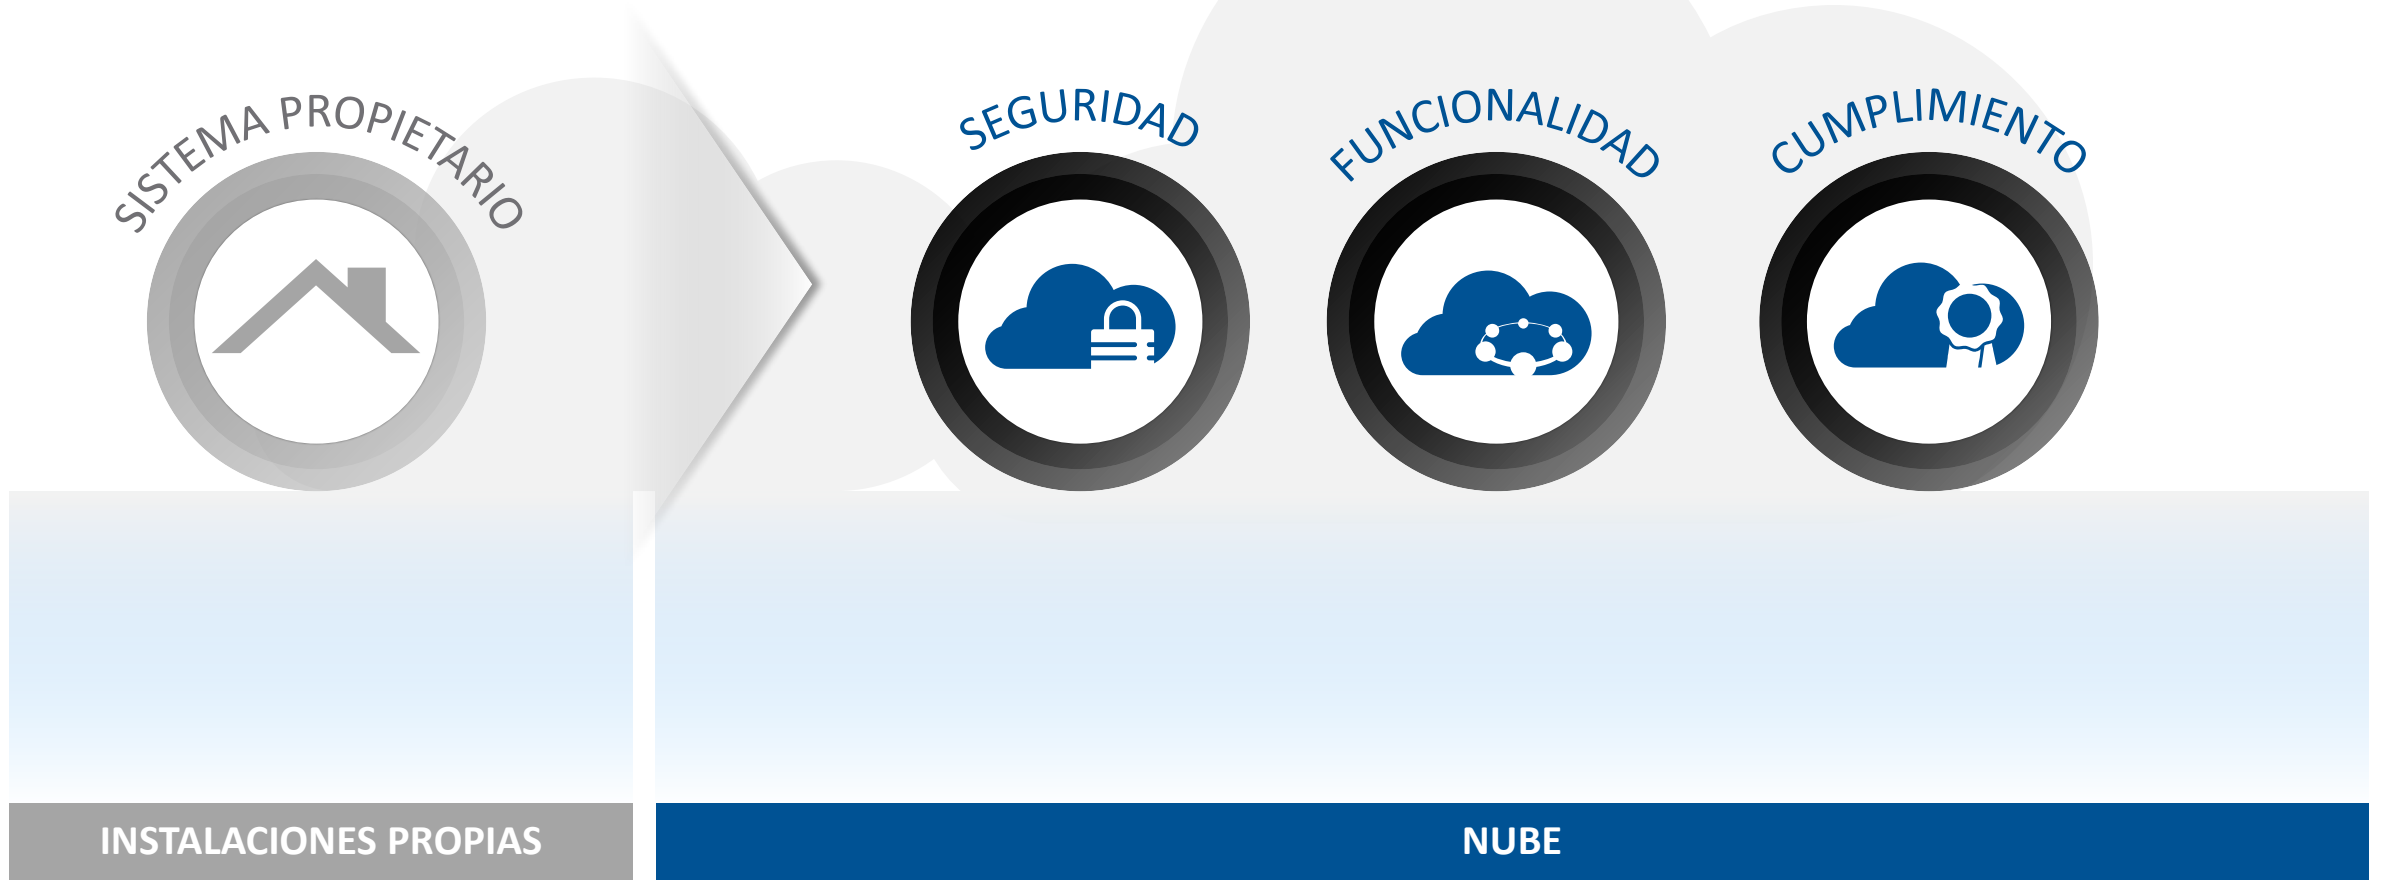 SISTEMA PROPIETARIO
SEGURIDAD
FUNCIONALIDAD
CUMPLIMIENTO
INSTALACIONES PROPIAS
NUBE